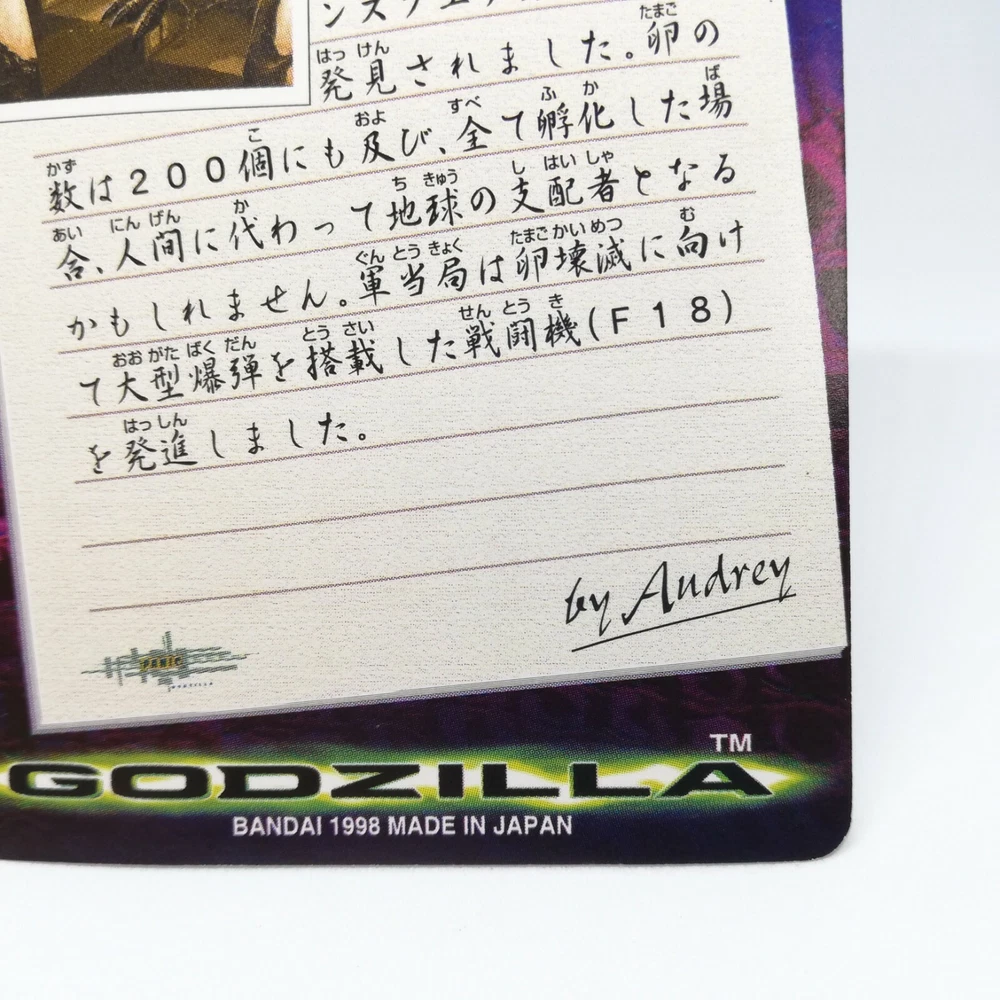 発見されました。卵の
数は200個にも及び、全て孵化した場
合、人間に代わって地球の支配者となる
かもしれません。軍当局は卵壊滅に向け
て大型爆弾を搭載した戦闘機(F18)
を発進しました。
by Audrey
PANIC
GODZILLA
TM
GODZILLA
BANDAI 1998 MADE IN JAPAN